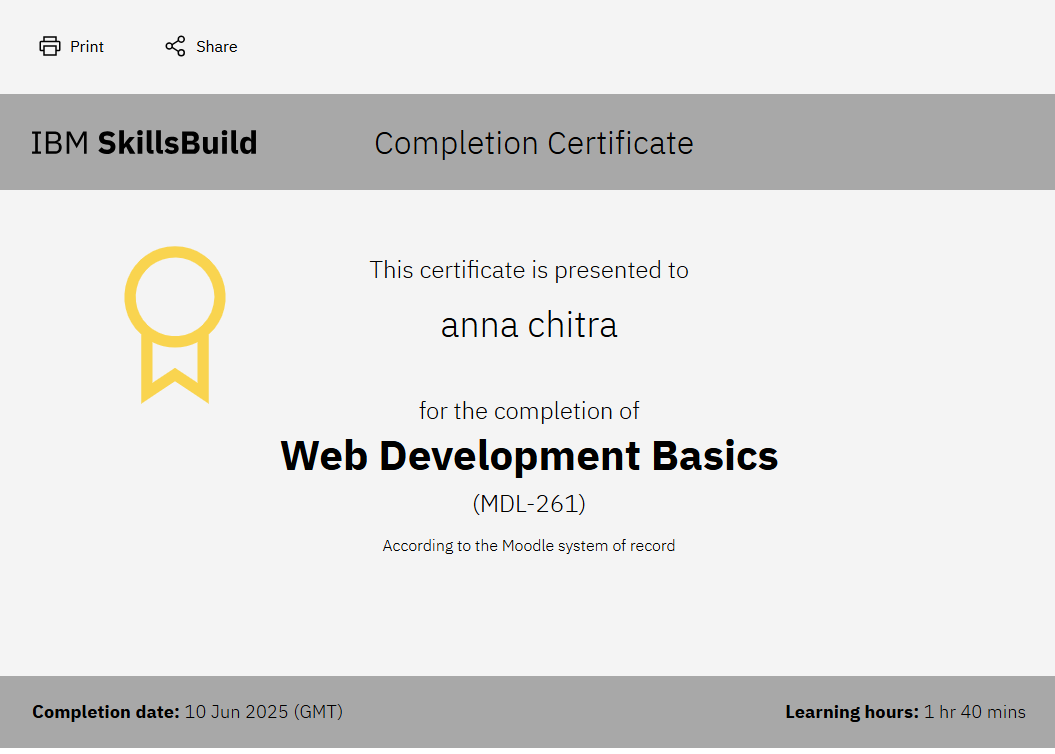 Print Share
IBM SkillsBuild Completion Certificate
This certificate is presented to
anna chitra
for the completion of
Web Development Basics
(MDL-261)
According to the Moodle system of record
Completion date: 10 Jun 2025 (GMT) Learning hours: 1 hr 40 mins